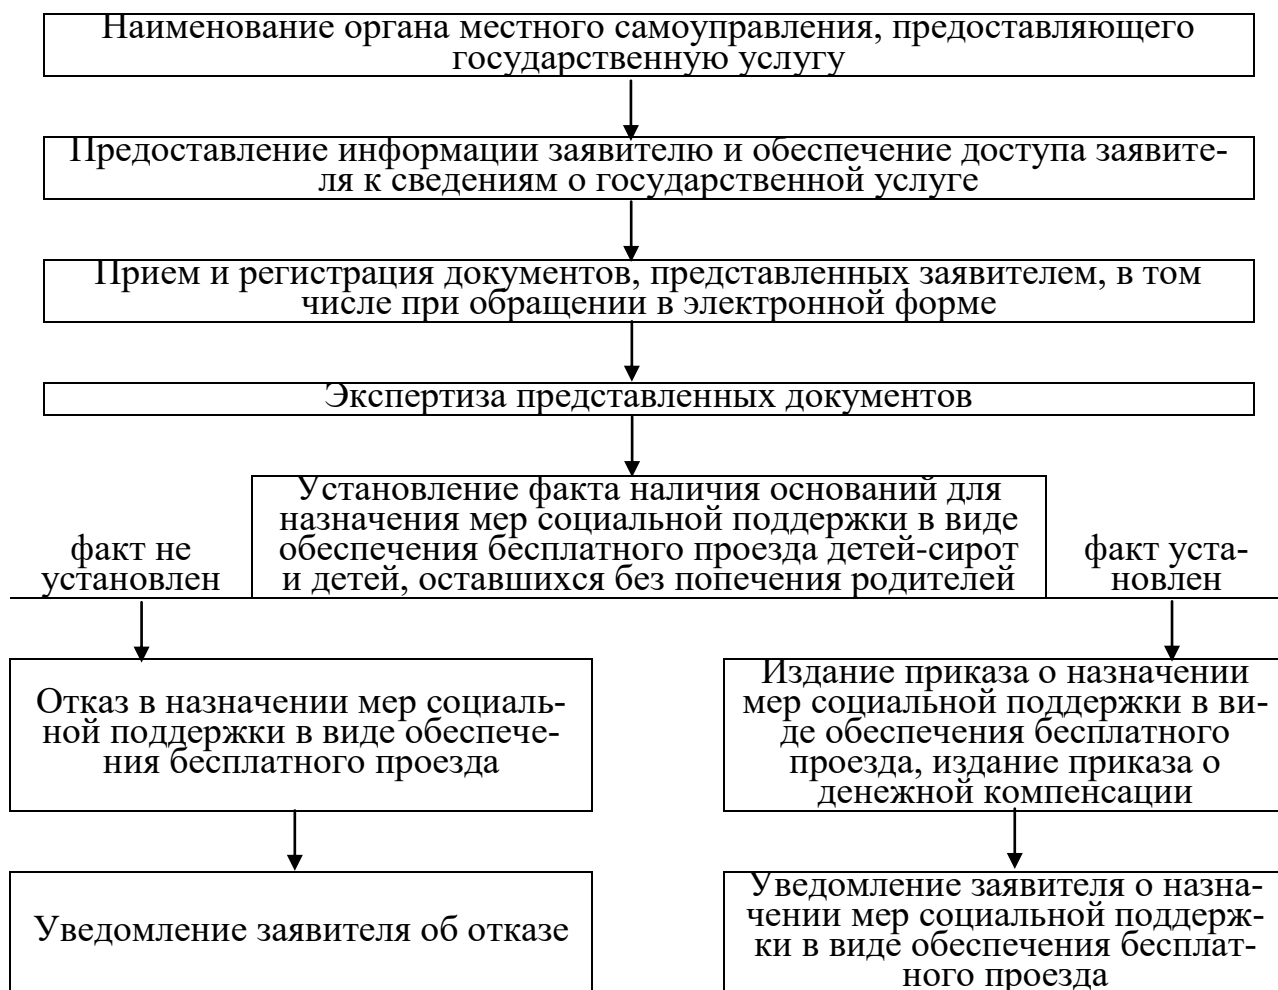 Наименование органа местного самоуправления, предоставляющего
государственную услугу
Предоставление информации заявителю и обеспечение доступа заявите-
ля к сведениям о государственной услуге
Прием и регистрация документов, представленных заявителем, в том
числе при обращении в электронной форме
Экспертиза представленных документов
Установление факта наличия оснований для
назначения мер социальной поддержки в виде
обеспечения бесплатного проезда детей-сирот
и детей, оставшихся без попечения родителей
факт не
установлен
факт уста-
новлен
Отказ в назначении мер социаль-
ной поддержки в виде обеспече-
ния бесплатного проезда
Издание приказа о назначении
мер социальной поддержки в ви-
де обеспечения бесплатного
проезда, издание приказа о
денежной компенсации
Уведомление заявителя об отказе
Уведомление заявителя о назна-
чении мер социальной поддерж-
ки в виде обеспечения бесплат-
ного проезда